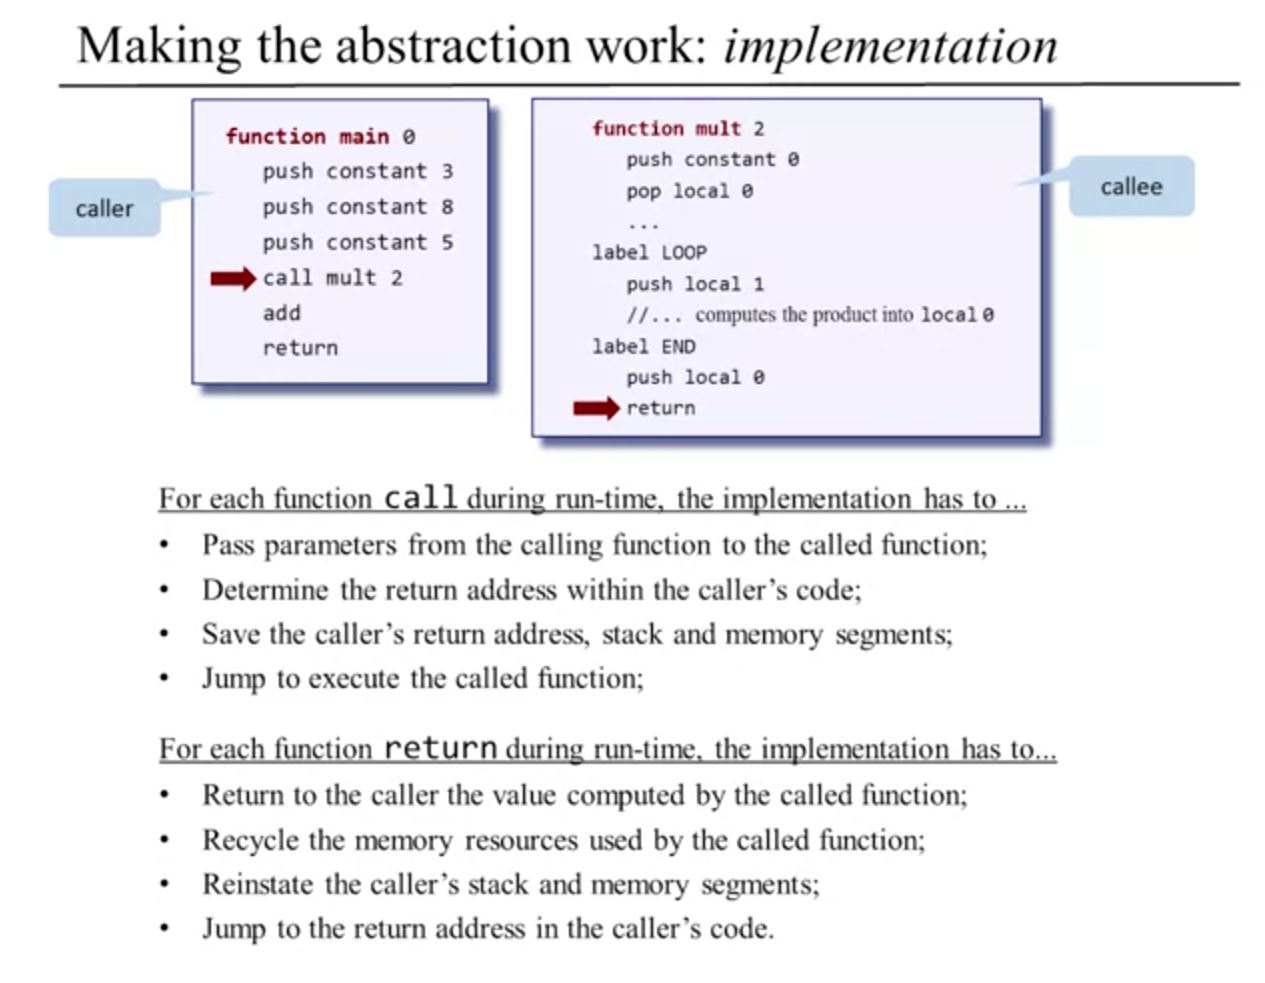 Making the abstraction work: implementation
caller
function main 0
push constant 3
push constant 8
push constant 5
call mult 2
add
return
function mult 2
push constant 0
pop local 0
...
label LOOP
push local 1
//... computes the product into local 0
label END
push local 0
return
callee
For each function call during run-time, the implementation has to ...
• Pass parameters from the calling function to the called function;
• Determine the return address within the caller's code;
• Save the caller's return address, stack and memory segments;
• Jump to execute the called function;
For each function return during run-time, the implementation has to...
• Return to the caller the value computed by the called function;
• Recycle the memory resources used by the called function;
• Reinstate the caller's stack and memory segments;
• Jump to the return address in the caller's code.